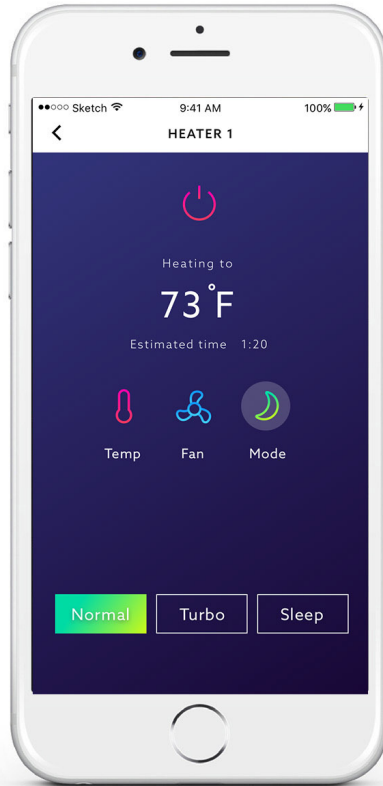 Sketch 9:41 AM 100%
HEATER 1
Heating to
73°F
Estimated time 1:20
Temp Fan Mode
Normal Turbo Sleep